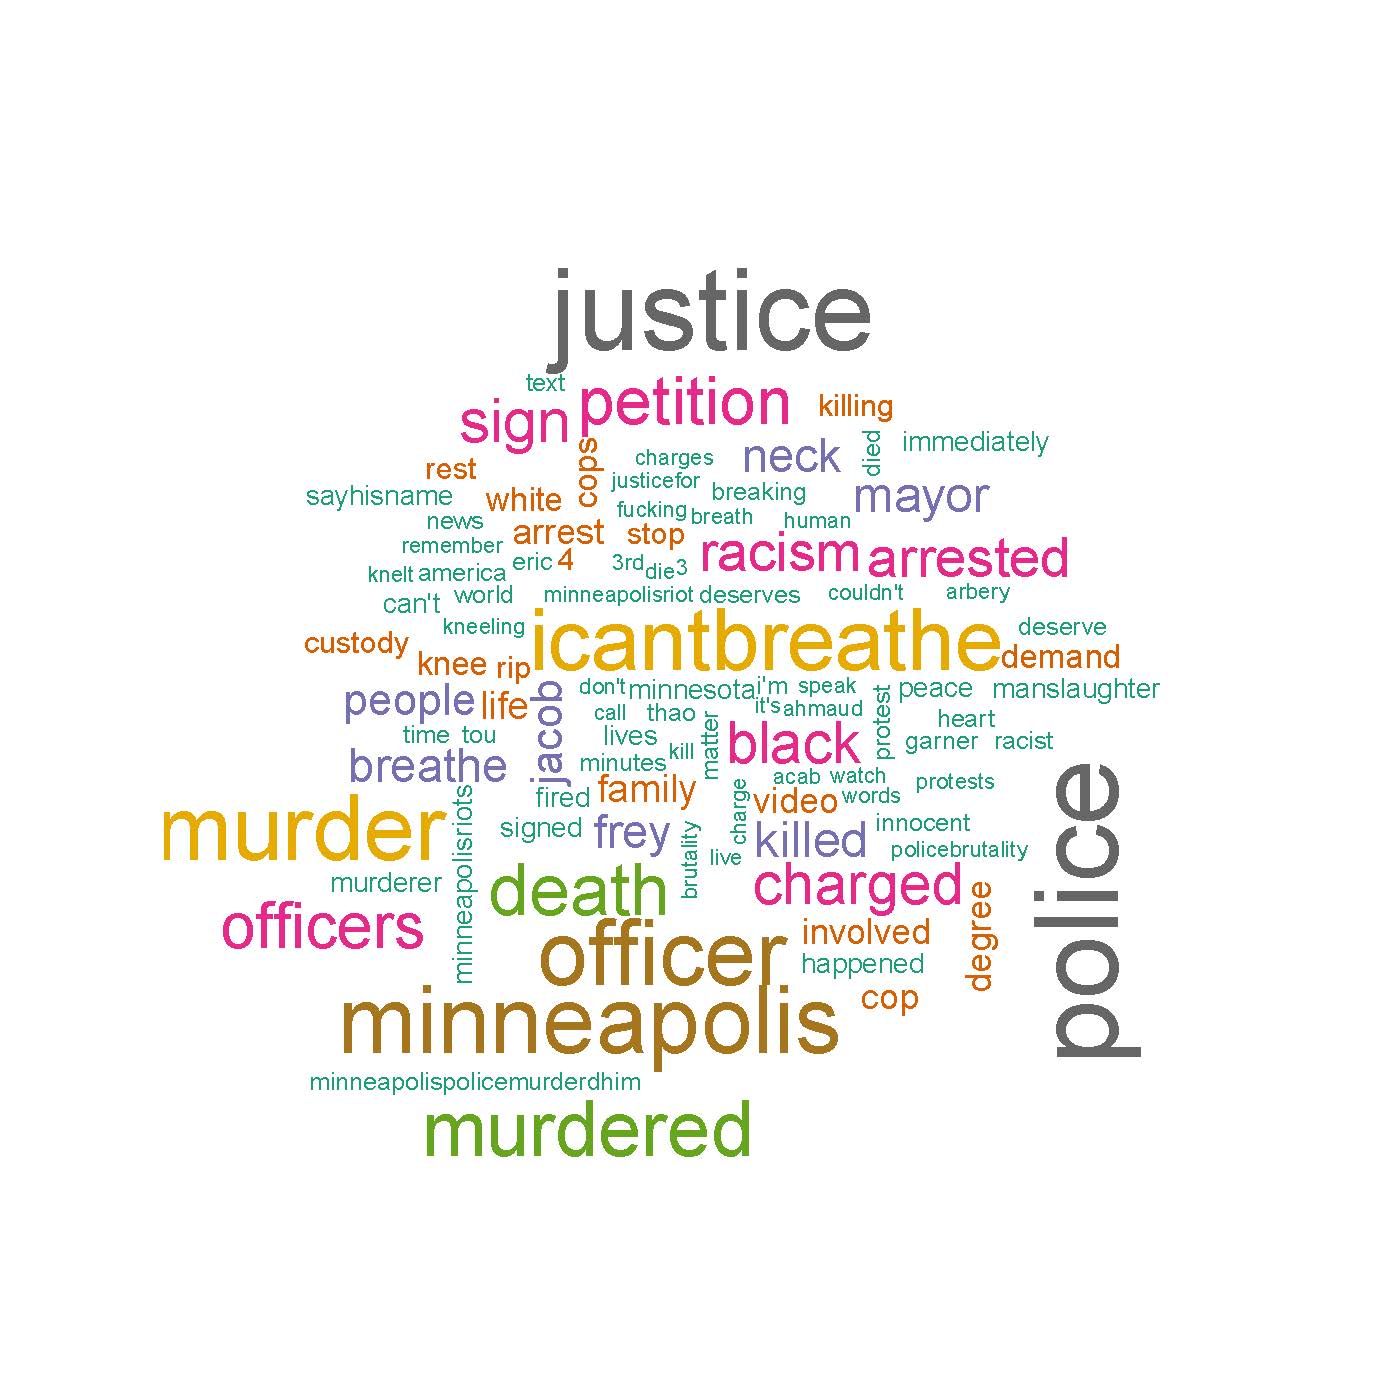 justice
text
petition
sign
killing
cops
died
immediately
neck
charges
rest
justicefor
breaking
sayhisname
white
mayor
fucking
breath
human
news
arrest
stop
remember
racism
arrested
eric
4
3rd
die
3
knelt
america
can't
world
minneapolisriot
deserves
couldn't
arbery
kneeling
icantbreathe
deserve
custody
knee
rip
demand
people
life
jacob
don't
minnesota
i'm
speak
peace
manslaughter
call
thao
it's
ahmaud
protest
heart
time
tou
lives
matter
black
garner
racist
breathe
minutes
kill
acab
watch
protests
police
fired
family
charge
video
words
murder
minneapolisriots
signed
frey
brutality
live
killed
innocent
policebrutality
murderer
death
charged
degree
officers
officer
involved
happened
minneapolis
cop
minneapolispolicemurderdhim
murdered